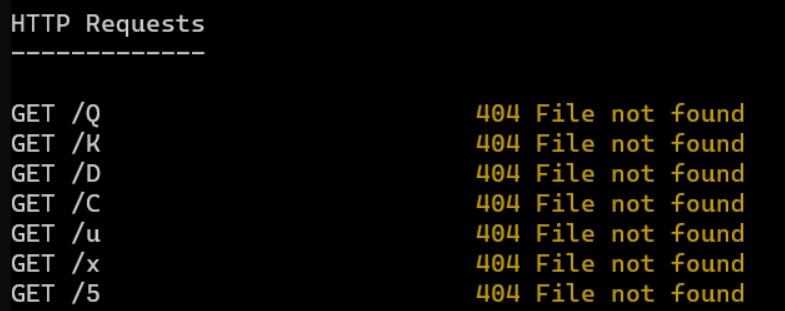 HTTP Requests
-------------
GET /Q 404 File not found
GET /K 404 File not found
GET /D 404 File not found
GET /C 404 File not found
GET /u 404 File not found
GET /x 404 File not found
GET /5 404 File not found